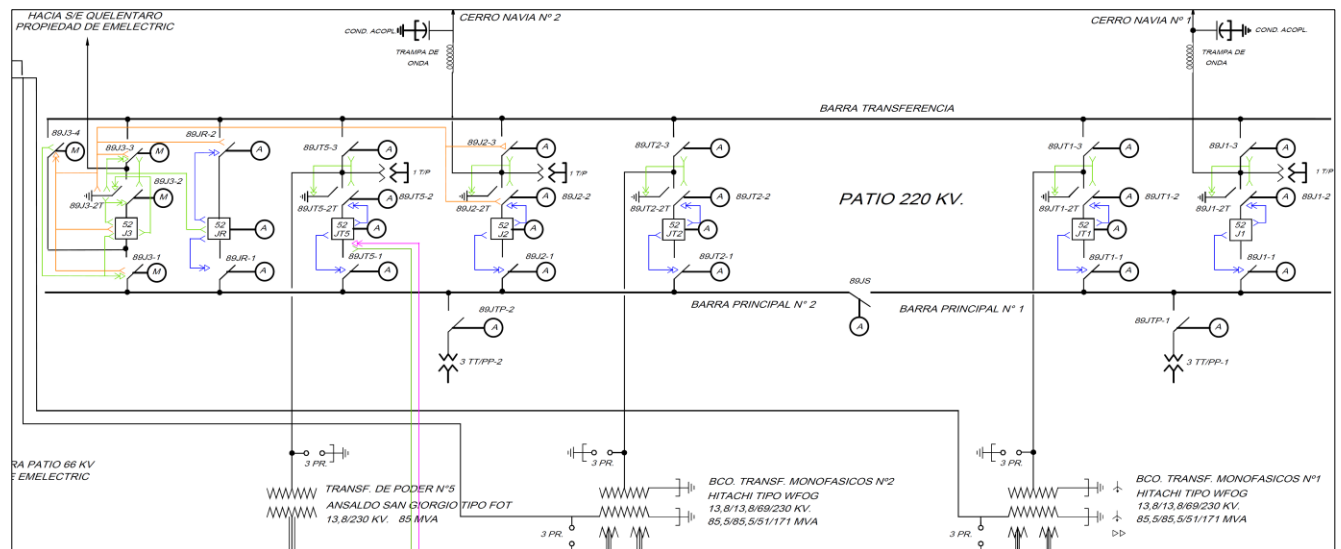 HACIA S/E QUELENTARO
PROPIEDAD DE EMELECTRIC
CERRO NAVIA Nº 2
COND. ACOPL.
TRAMPA DE
ONDA
CERRO NAVIA Nº 1
COND. ACOPL.
TRAMPA DE
ONDA
BARRA TRANSFERENCIA
89J3-4
M
89J3-3
M
89J3-2
M
89J3-2T
52
J3
89J3-1
M
89JR-2
A
52
JR
A
89JR-1
A
89JT5-3
A
1 T/P
89JT5-2
A
89JT5-2T
52
JT5
A
89JT5-1
A
89J2-3
A
1 T/P
89J2-2
A
89J2-2T
52
J2
A
89J2-1
A
89JT2-3
A
89JT2-2
A
89JT2-2T
52
JT2
A
89JT2-1
A
PATIO 220 KV.
89JT1-3
A
89JT1-2
A
89JT1-2T
52
JT1
A
89JT1-1
A
89J1-3
A
1 T/P
89J1-2
A
89J1-2T
52
J1
A
89J1-1
A
BARRA PRINCIPAL N° 2
89JS
A
BARRA PRINCIPAL N° 1
89JTP-2
A
3 TT/PP-2
89JTP-1
A
3 TT/PP-1
RA PATIO 66 KV
E EMELECTRIC
3 PR.
TRANSF. DE PODER N°5
ANSALDO SAN GIORGIO TIPO FOT
13,8/230 KV. 85 MVA
3 PR.
3 PR.
BCO. TRANSF. MONOFASICOS Nº2
HITACHI TIPO WFOG
13,8/13,8/69/230 KV.
85,5/85,5/51/171 MVA
3 PR.
3 PR.
BCO. TRANSF. MONOFASICOS Nº1
HITACHI TIPO WFOG
13,8/13,8/69/230 KV.
85,5/85,5/51/171 MVA